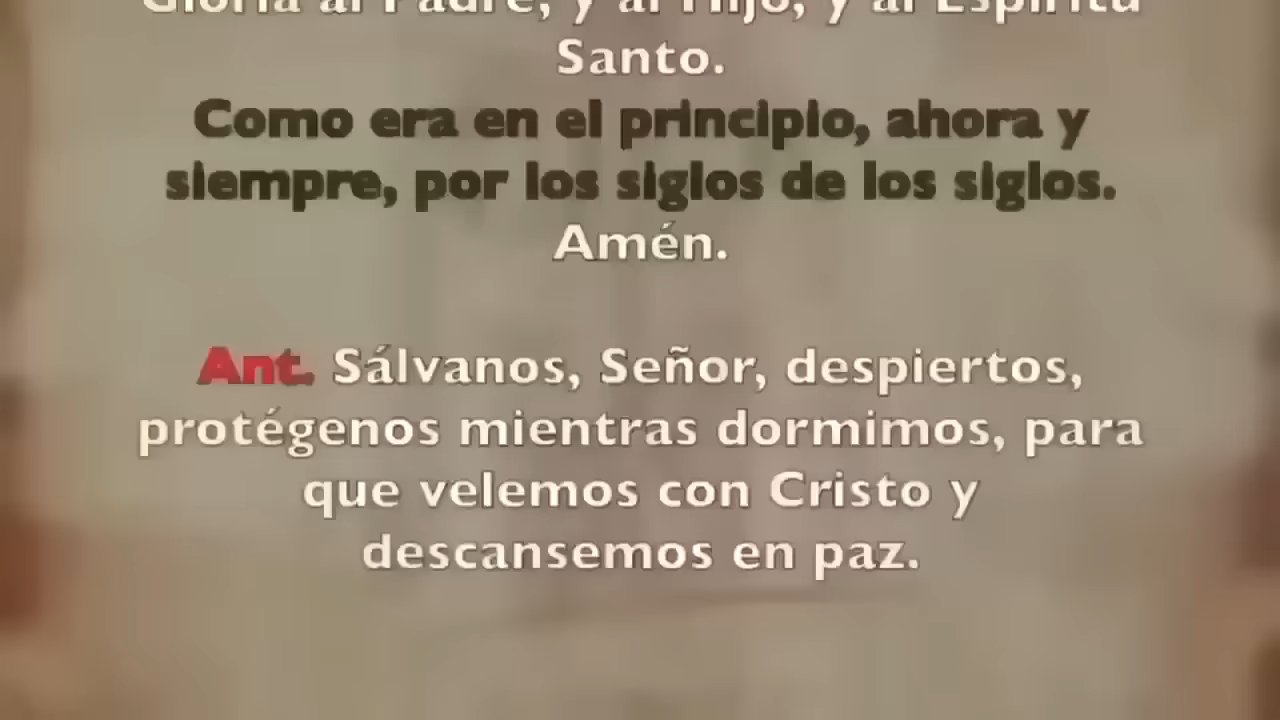 Gloria al Padre, y al Hijo, y al Espíritu
Santo.
Como era en el principio, ahora y
siempre, por los siglos de los siglos.
Amén.
Ant. Sálvanos, Señor, despiertos,
protégenos mientras dormimos, para
que velemos con Cristo y
descansemos en paz.